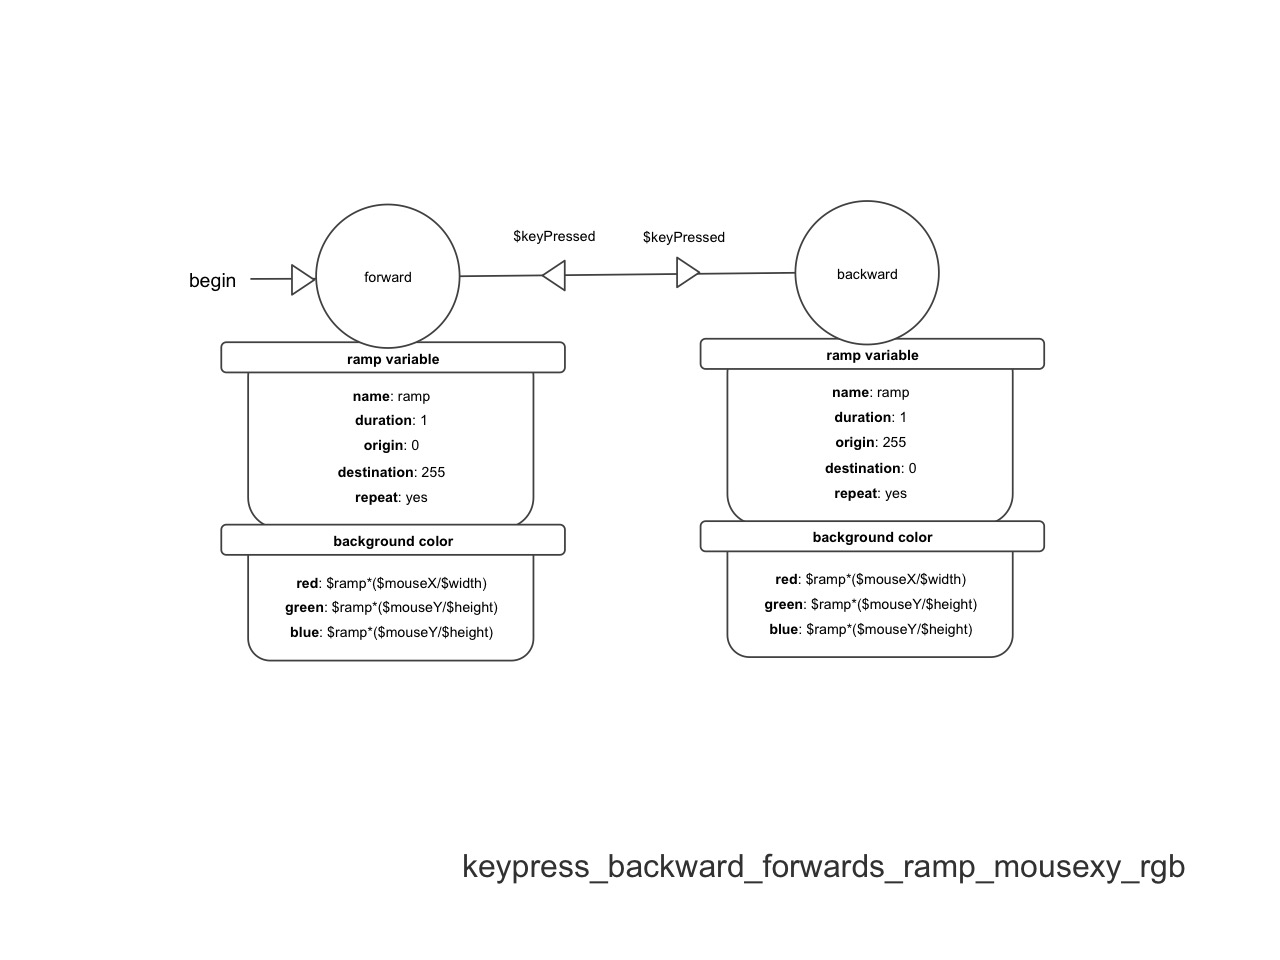 $keyPressed
$keyPressed
begin
forward
backward
ramp variable
name: ramp
duration: 1
origin: 0
destination: 255
repeat: yes
background color
red: $ramp*($mouseX/$width)
green: $ramp*($mouseY/$height)
blue: $ramp*($mouseY/$height)
ramp variable
name: ramp
duration: 1
origin: 255
destination: 0
repeat: yes
background color
red: $ramp*($mouseX/$width)
green: $ramp*($mouseY/$height)
blue: $ramp*($mouseY/$height)
keypress_backward_forwards_ramp_mousexy_rgb